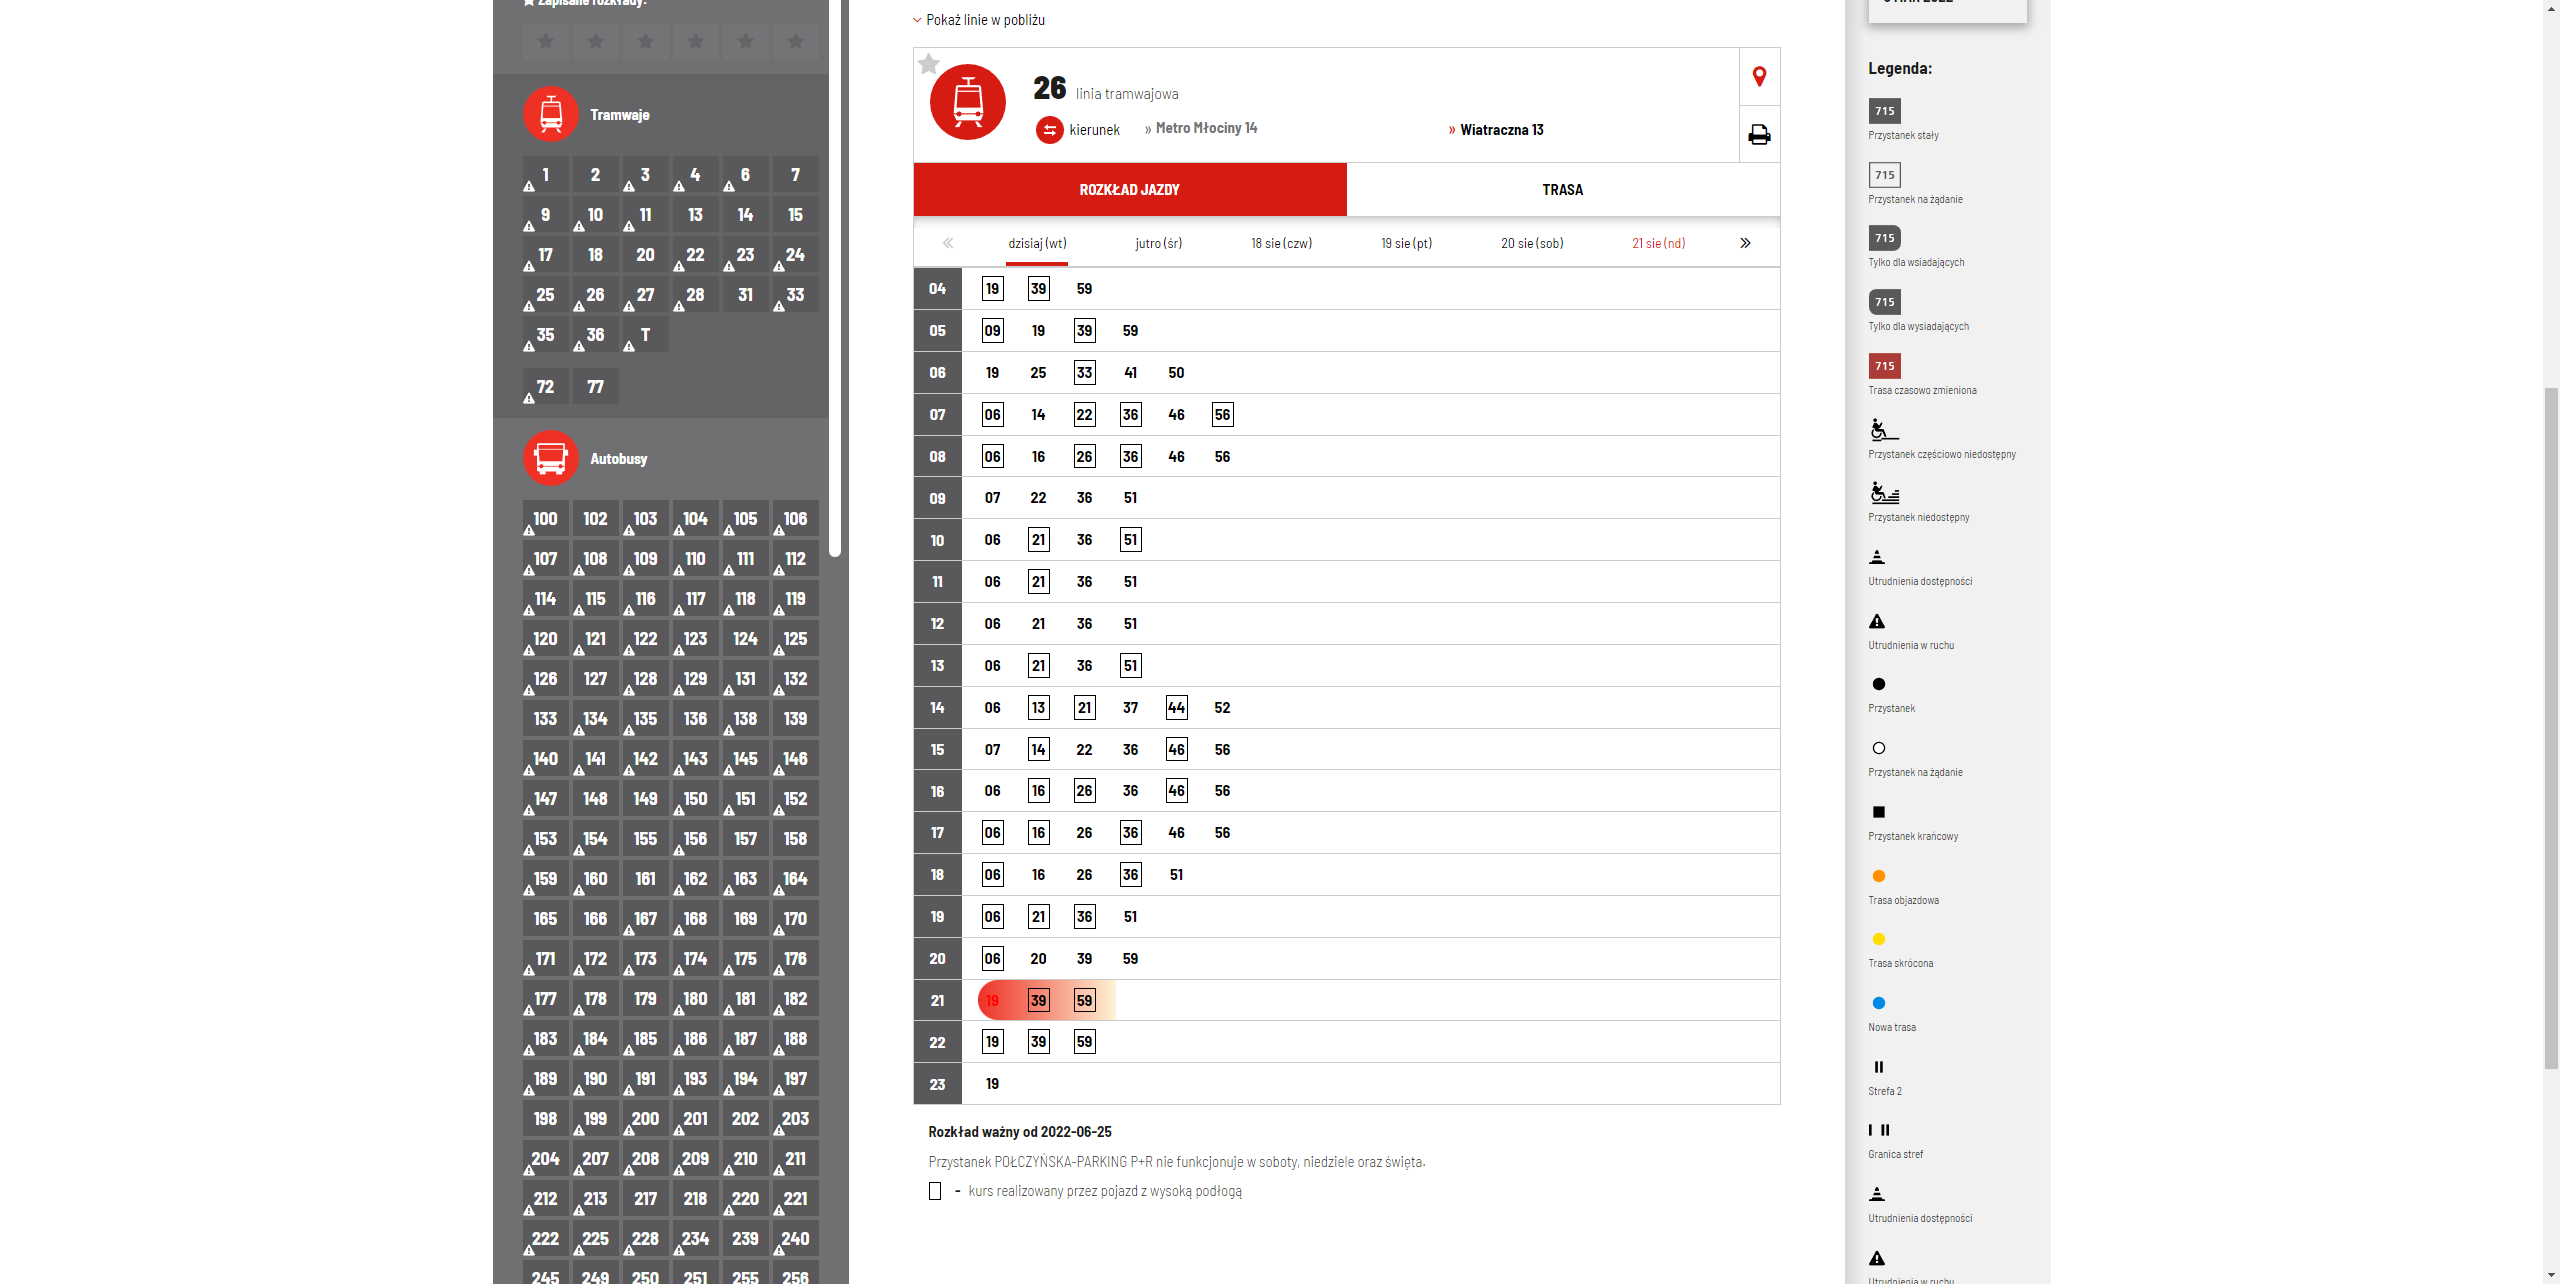 Zapisane rozkłady:
Tramwaje
1 2 3 4 6 7
9 10 11 13 14 15
17 18 20 22 23 24
25 26 27 28 31 33
35 36 T
72 77
Autobusy
100 102 103 104 105 106
107 108 109 110 111 112
114 115 116 117 118 119
120 121 122 123 124 125
126 127 128 129 131 132
133 134 135 136 138 139
140 141 142 143 145 146
147 148 149 150 151 152
153 154 155 156 157 158
159 160 161 162 163 164
165 166 167 168 169 170
171 172 173 174 175 176
177 178 179 180 181 182
183 184 185 186 187 188
189 190 191 193 194 197
198 199 200 201 202 203
204 207 208 209 210 211
212 213 217 218 220 221
222 225 228 234 239 240
245 249 250 251 255 256
Pokaż linie w pobliżu
26 linia tramwajowa
kierunek » Metro Młociny 14 » Wiatraczna 13
ROZKŁAD JAZDY TRASA
« dzisiaj (wt) jutro (śr) 18 sie (czw) 19 sie (pt) 20 sie (sob) 21 sie (nd) »
04 19 39 59
05 09 19 39 59
06 19 25 33 41 50
07 06 14 22 36 46 56
08 06 16 26 36 46 56
09 07 22 36 51
10 06 21 36 51
11 06 21 36 51
12 06 21 36 51
13 06 21 36 51
14 06 13 21 37 44 52
15 07 14 22 36 46 56
16 06 16 26 36 46 56
17 06 16 26 36 46 56
18 06 16 26 36 51
19 06 21 36 51
20 06 20 39 59
21 19 39 59
22 19 39 59
23 19
Rozkład ważny od 2022-06-25
Przystanek POŁCZYŃSKA-PARKING P+R nie funkcjonuje w soboty, niedziele oraz święta.
- kurs realizowany przez pojazd z wysoką podłogą
Legenda:
715
Przystanek stały
715
Przystanek na żądanie
715
Tylko dla wsiadających
715
Tylko dla wysiadających
715
Trasa czasowo zmieniona
Przystanek częściowo niedostępny
Przystanek niedostępny
Utrudnienia dostępności
Utrudnienia w ruchu
Przystanek
Przystanek na żądanie
Przystanek krańcowy
Trasa objazdowa
Trasa skrócona
Nowa trasa
Strefa 2
Granica stref
Utrudnienia dostępności
Utrudnienia w ruchu